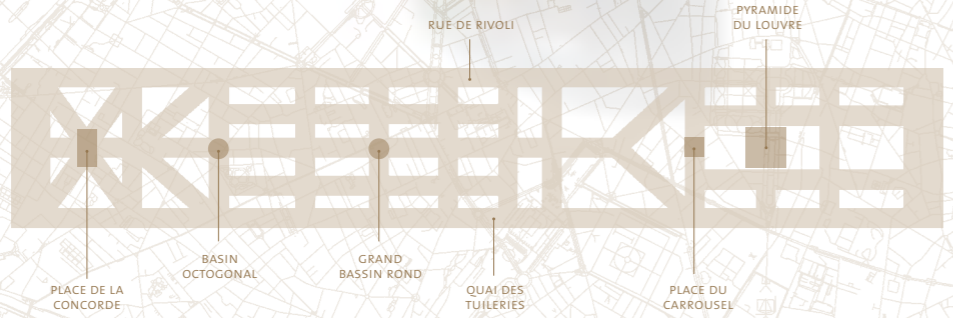 PYRAMIDE
DU LOUVRE
RUE DE RIVOLI
BASIN
OCTOGONAL
GRAND
BASSIN ROND
PLACE DE LA
CONCORDE
QUAI DES
TUILERIES
PLACE DU
CARROUSEL